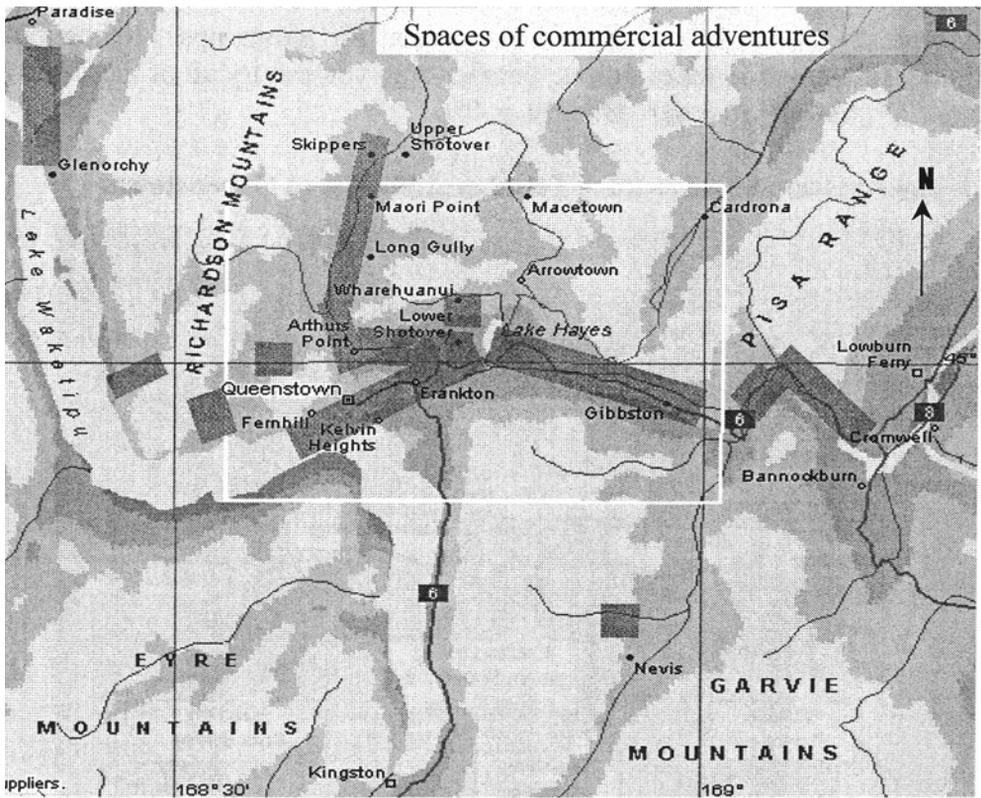 Paradise
Spaces of commercial adventures
6
RICHARDSON MOUNTAINS
Upper
Shotover
Skippers
Glenorchy
PISA RANGE
N
Maori Point
Macetown
Cardrona
Lake Wakatipu
Long Gully
Arrowtown
Wharehuanui
Lower
Shotover
Arthurs
Point
Lake Hayes
Lowburn
Ferry
45°
Queenstown
Frankton
Fernhill
Kelvin
Heights
Gibbston
6
8
Cromwell
Bannockburn
6
EYRE
MOUNTAINS
Nevis
GARVIE
MOUNTAINS
Kingston
uppliers.
168°30'
169°